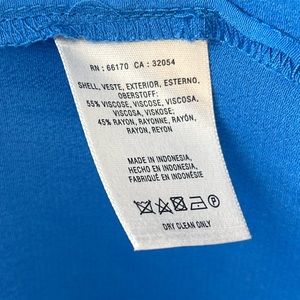 RN : 66170 CA : 32054
SHELL, VESTE, EXTERIOR, ESTERNO,
OBERSTOFF:
55% VISCOSE, VISCOSE, VISCOSA,
VISCOSA, VISKOSE;
45% RAYON, RAYONNE, RAYÓN,
RAYON, REYON
MADE IN INDONESIA,
HECHO EN INDONESIA,
FABRIQUÉ EN INDONÉSIE
DRY CLEAN ONLY